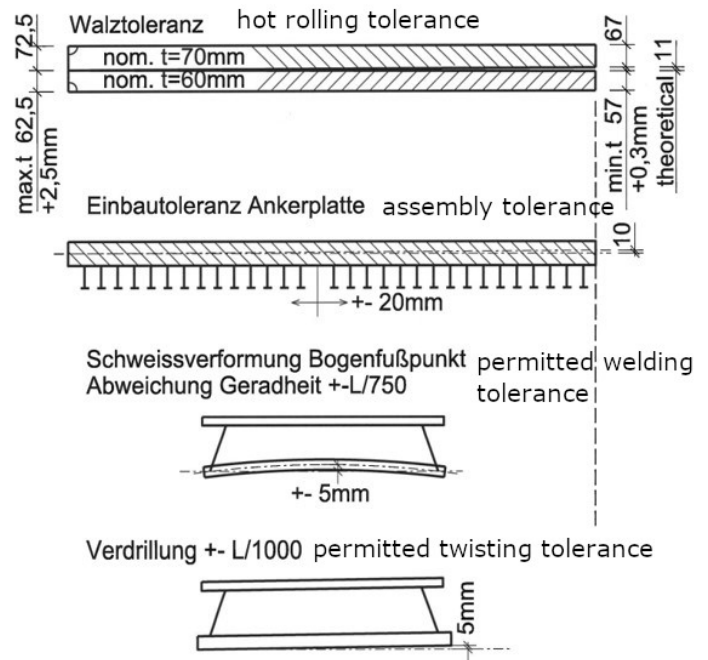 Walztoleranz hot rolling tolerance
72,5
nom. t=70mm
67
nom. t=60mm
11
max.t 62,5
+2,5mm
min.t 57
+0,3mm
theoretical
Einbautoleranz Ankerplatte assembly tolerance
10
+- 20mm
Schweissverformung Bogenfußpunkt permitted welding
Abweichung Geradheit +-L/750 tolerance
+- 5mm
Verdrillung +- L/1000 permitted twisting tolerance
5mm